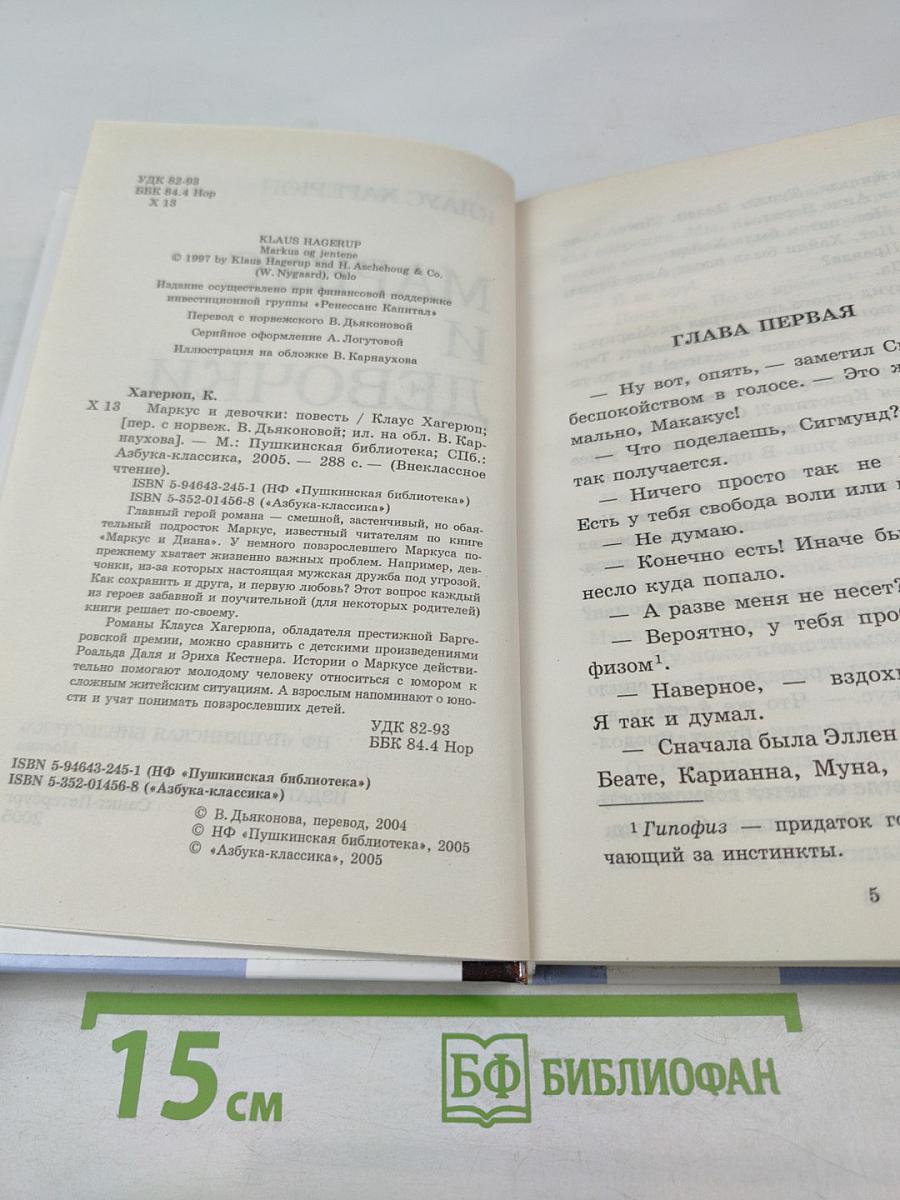 УДК 82-93
ББК 84.4 Нор
Х 13
KLAUS HAGERUP
Markus og jentene
© 1997 by Klaus Hagerup and H. Aschehoug & Co.
(W. Nygaard), Oslo
Издание осуществлено при финансовой поддержке
инвестиционной группы «Ренессанс Капитал»
Перевод с норвежского В. Дьяконовой
Серийное оформление А. Логутовой
Иллюстрация на обложке В. Карнаухова
Хагерюп, К.
Х 13 Маркус и девочки: повесть / Клаус Хагерюп;
[пер. с норвеж. В. Дьяконовой; ил. на обл. В. Кар-
наухова]. — М.: Пушкинская библиотека; СПб.:
Азбука-классика, 2005. — 288 с. — (Внеклассное
чтение).
ISBN 5-94643-245-1 (НФ «Пушкинская библиотека»)
ISBN 5-352-01456-8 («Азбука-классика»)
Главный герой романа — смешной, застенчивый, но обая-
тельный подросток Маркус, известный читателям по книге
«Маркус и Диана». У немного повзрослевшего Маркуса по-
прежнему хватает жизненно важных проблем. Например, дев-
чонки, из-за которых настоящая мужская дружба под угрозой.
Как сохранить и друга, и первую любовь? Этот вопрос каждый
из героев забавной и поучительной (для некоторых родителей)
книги решает по-своему.
Романы Клауса Хагерюпа, обладателя престижной Барге-
ровской премии, можно сравнить с детскими произведениями
Роальда Даля и Эриха Кестнера. Истории о Маркусе действи-
тельно помогают молодому человеку относиться с юмором к
сложным житейским ситуациям. А взрослым напоминают о юно-
сти и учат понимать повзрослевших детей.
УДК 82-93
ББК 84.4 Нор
ISBN 5-94643-245-1 (НФ «Пушкинская библиотека»)
ISBN 5-352-01456-8 («Азбука-классика»)
© В. Дьяконова, перевод, 2004
© НФ «Пушкинская библиотека», 2005
© «Азбука-классика», 2005
ГЛАВА ПЕРВАЯ
— Ну вот, опять, — заметил Си
беспокойством в голосе. — Это ж
мально, Макакус!
— Что поделаешь, Сигмунд?
так получается.
— Ничего просто так не
Есть у тебя свобода воли или
— Не думаю.
— Конечно есть! Иначе бы
несло куда попало.
— А разве меня не несет?
— Вероятно, у тебя про
физом¹.
— Наверное, — вздох
Я так и думал.
— Сначала была Эллен
Беате, Карианна, Муна,
¹ Гипофиз — придаток го
чающий за инстинкты.
5
15 см
БФ БИБЛИОФАН